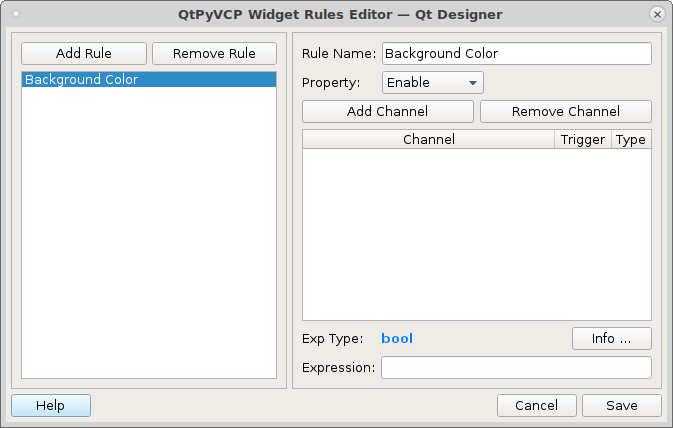 QtPyVCP Widget Rules Editor — Qt Designer
Add Rule
Remove Rule
Background Color
Rule Name: Background Color
Property: Enable
Add Channel
Remove Channel
Channel
Trigger
Type
Exp Type: bool
Info ...
Expression:
Help
Cancel
Save